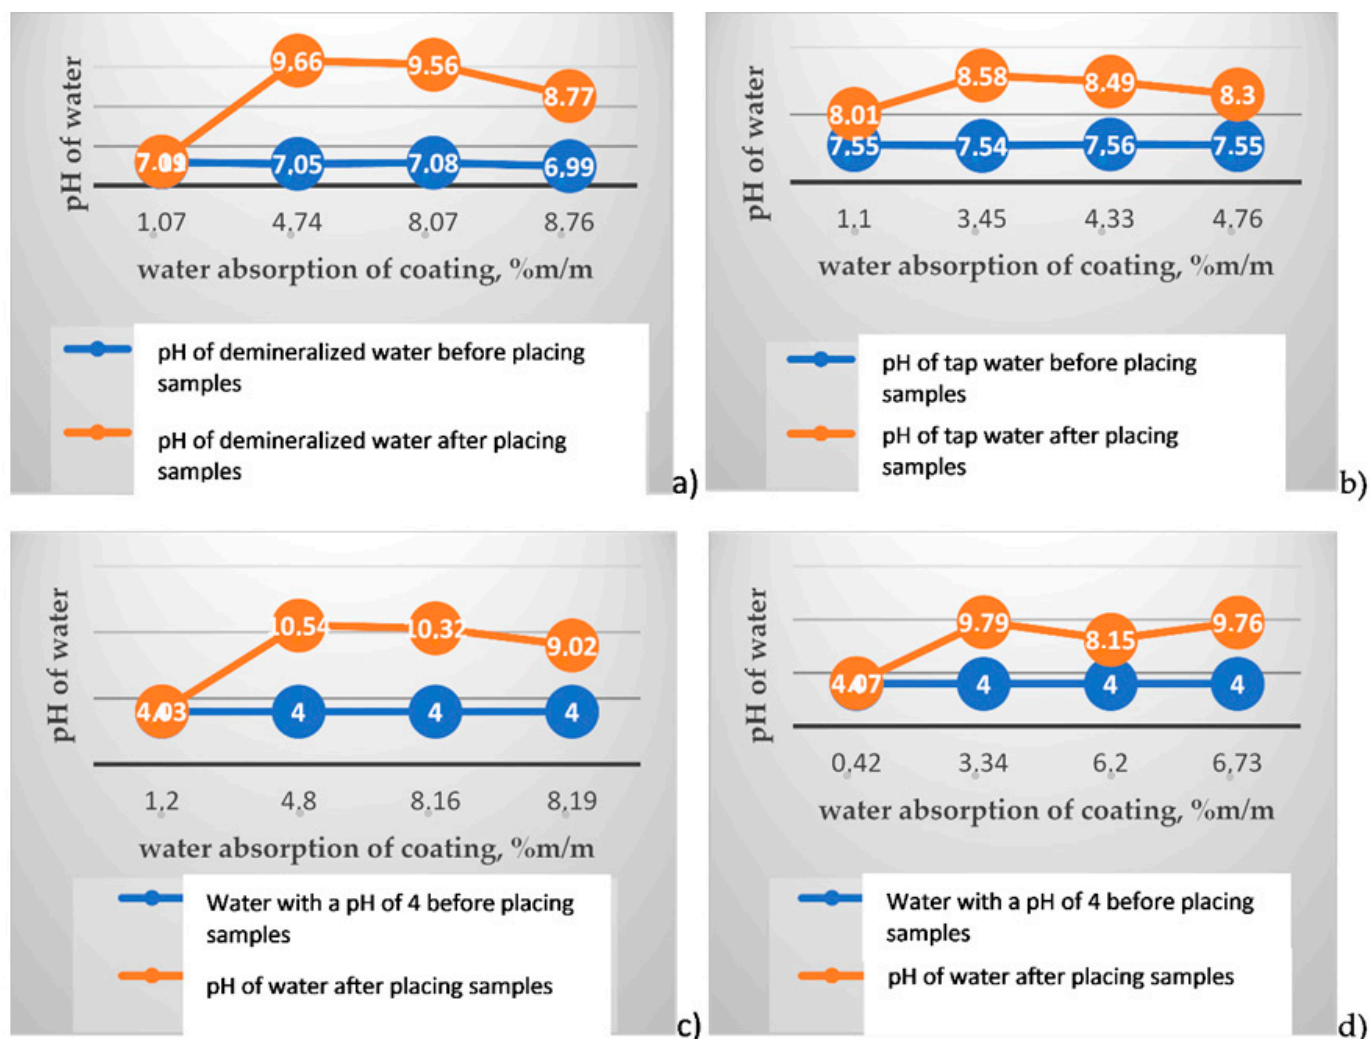 pH of water
9,66
9.56
8.77
7,05
7.08
6,99
1,07
4,74
8,07
8,76
water absorption of coating, %m/m
pH of demineralized water before placing
samples
pH of demineralized water after placing
samples
a)
pH of water
8.01
8.58
8.49
8.3
7,55
7.54
7,56
7.55
1,1
3,45
4,33
4,76
water absorption of coating, %m/m
pH of tap water before placing
samples
pH of tap water after placing
samples
b)
pH of water
10,54
10,32
9.02
4,03
4
4
4
1,2
4,8
8.16
8,19
water absorption of coating, %m/m
Water with a pH of 4 before placing
samples
pH of water after placing samples
c)
pH of water
9.79
8.15
9.76
4.07
4
4
4
0,42
3,34
6,2
6,73
water absorption of coating, %m/m
Water with a pH of 4 before placing
samples
pH of water after placing samples
d)